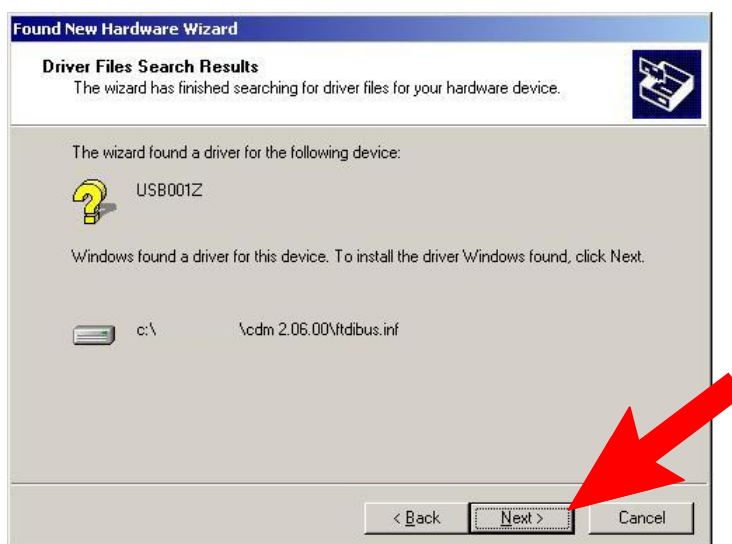 Found New Hardware Wizard
Driver Files Search Results
The wizard has finished searching for driver files for your hardware device.
The wizard found a driver for the following device:
USB001Z
Windows found a driver for this device. To install the driver Windows found, click Next.
c:\ \cdm 2.06.00\ftdibus.inf
< Back Next > Cancel